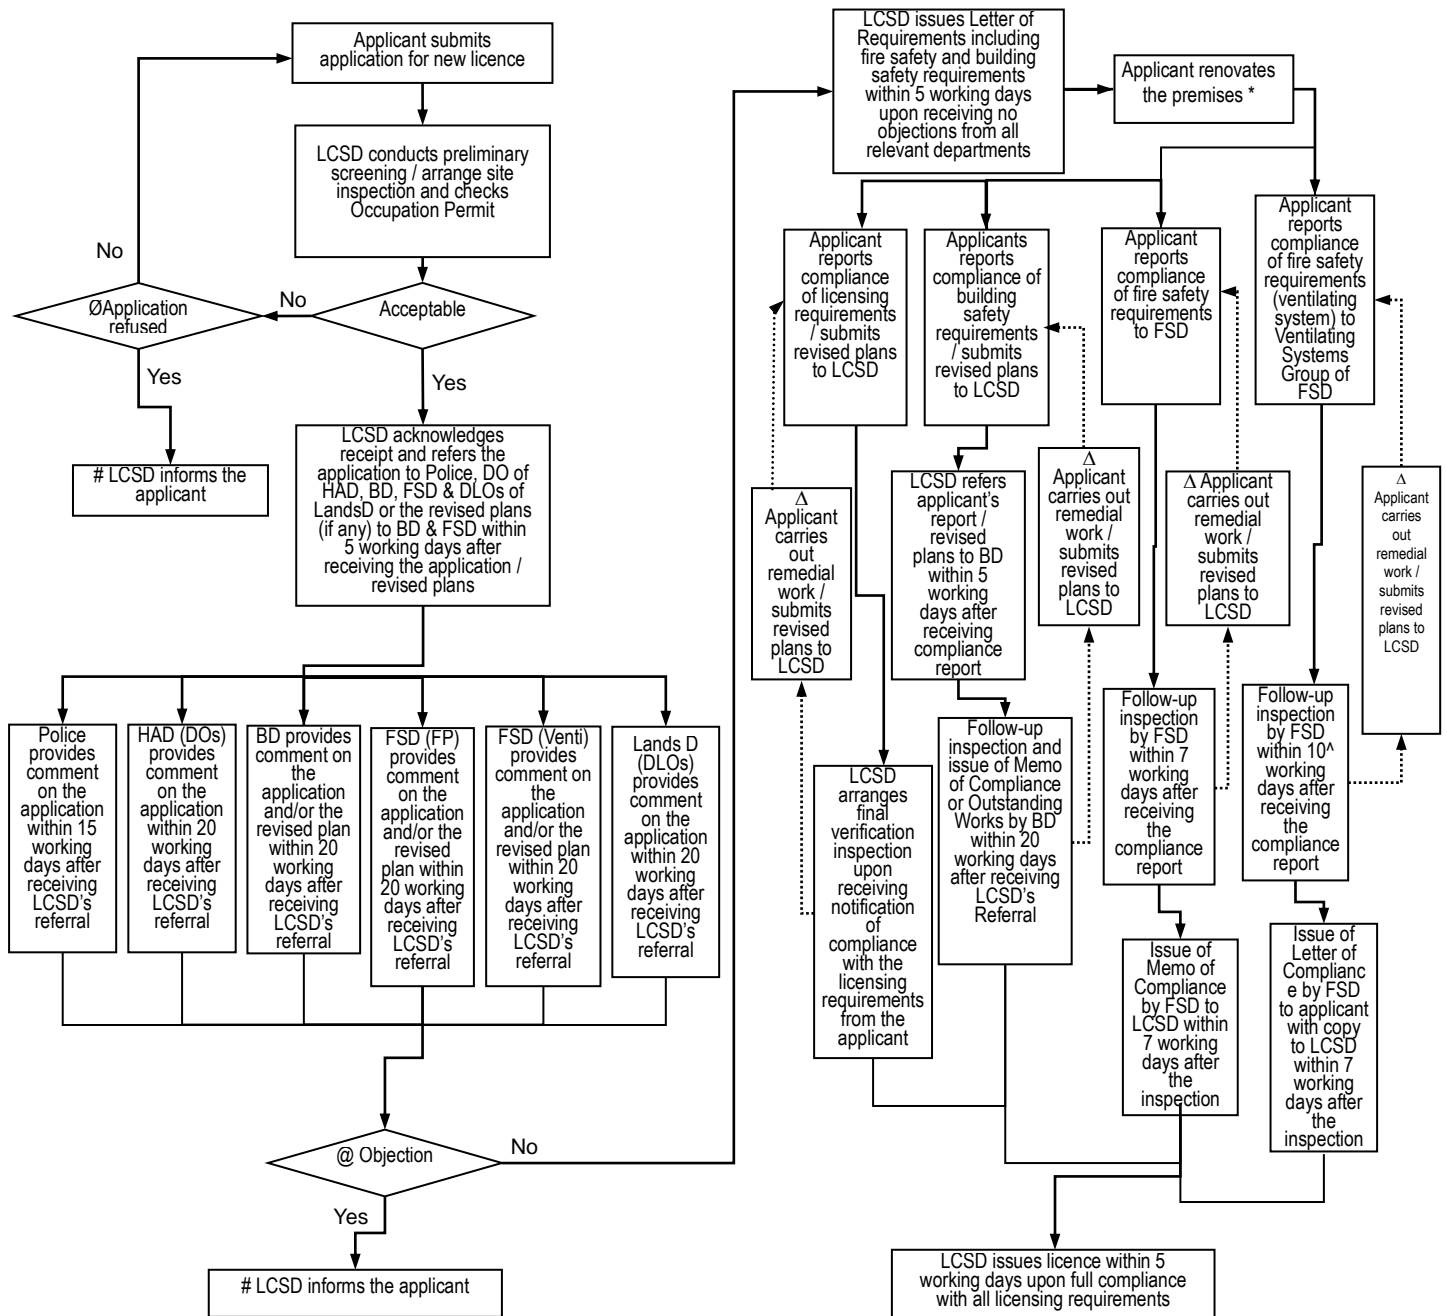 Applicant submits
application for new licence
LCSD conducts preliminary
screening / arrange site
inspection and checks
Occupation Permit
No
ØApplication
refused
No
Acceptable
Yes
Yes
# LCSD informs the
applicant
LCSD acknowledges
receipt and refers the
application to Police, DO of
HAD, BD, FSD & DLOs of
LandsD or the revised plans
(if any) to BD & FSD within
5 working days after
receiving the application /
revised plans
Police
provides
comment
on the
application
within 15
working
days after
receiving
LCSD's
referral
HAD (DOs)
provides
comment
on the
application
within 20
working
days after
receiving
LCSD's
referral
BD provides
comment on
the
application
and/or the
revised plan
within 20
working
days after
receiving
LCSD's
referral
FSD (FP)
provides
comment
on the
application
and/or the
revised
plan within
20 working
days after
receiving
LCSD's
referral
FSD (Venti)
provides
comment on
the
application
and/or the
revised plan
within 20
working
days after
receiving
LCSD's
referral
Lands D
(DLOs)
provides
comment
on the
application
within 20
working
days after
receiving
LCSD's
referral
@ Objection
No
Yes
# LCSD informs the applicant
LCSD issues Letter of
Requirements including
fire safety and building
safety requirements
within 5 working days
upon receiving no
objections from all
relevant departments
Applicant renovates
the premises *
Applicant
reports
compliance
of licensing
requirements
/ submits
revised plans
to LCSD
Applicants
reports
compliance of
building
safety
requirements
/ submits
revised plans
to LCSD
Applicant
reports
compliance
of fire safety
requirements
to FSD
Applicant
reports
compliance
of fire safety
requirements
(ventilating
system) to
Ventilating
Systems
Group of
FSD
Δ
Applicant
carries
out
remedial
work /
submits
revised
plans to
LCSD
LCSD refers
applicant's
report /
revised
plans to BD
within 5
working
days after
receiving
compliance
report
Δ
Applicant
carries out
remedial
work /
submits
revised
plans to
LCSD
Δ Applicant
carries out
remedial
work /
submits
revised
plans to
LCSD
Δ
Applicant
carries
out
remedial
work /
submits
revised
plans to
LCSD
LCSD
arranges
final
verification
inspection
upon
receiving
notification
of
compliance
with the
licensing
requirements
from the
applicant
Follow-up
inspection and
issue of Memo
of Compliance
or Outstanding
Works by BD
within 20
working days
after receiving
LCSD's
Referral
Follow-up
inspection
by FSD
within 7
working
days after
receiving
the
compliance
report
Follow-up
inspection
by FSD
within 10^
working
days after
receiving
the
compliance
report
Issue of
Memo of
Compliance
by FSD to
LCSD within
7 working
days after
the
inspection
Issue of
Letter of
Complianc
e by FSD
to applicant
with copy
to LCSD
within 7
working
days after
the
inspection
LCSD issues licence within 5
working days upon full compliance
with all licensing requirements